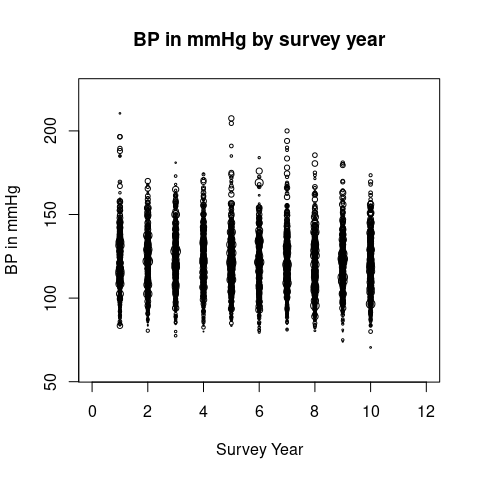 BP in mmHg by survey year
BP in mmHg
200
150
100
50
0 2 4 6 8 10 12
Survey Year